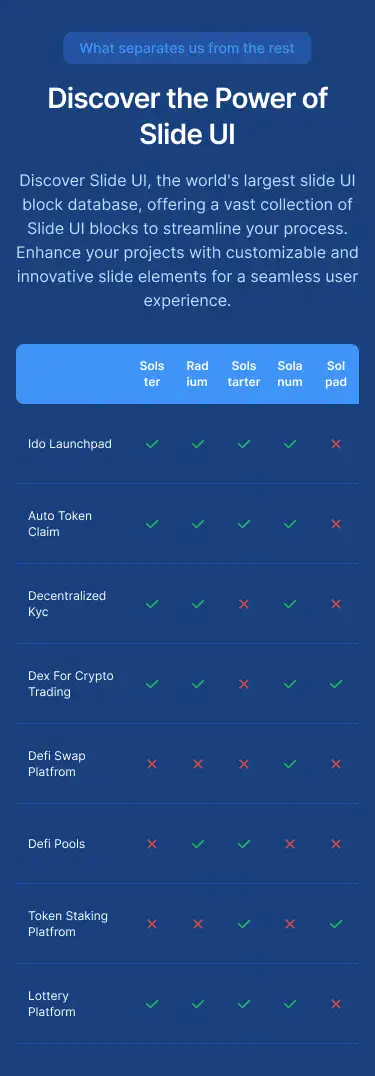 What separates us from the rest
Discover the Power of
Slide UI
Discover Slide UI, the world's largest slide UI
block database, offering a vast collection of
Slide UI blocks to streamline your process.
Enhance your projects with customizable and
innovative slide elements for a seamless user
experience.
Sols Rad Sols Sola Sol
ter ium tarter num pad
Ido Launchpad
Auto Token
Claim
Decentralized
Kyc
Dex For Crypto
Trading
Defi Swap
Platfrom
Defi Pools
Token Staking
Platfrom
Lottery
Platform